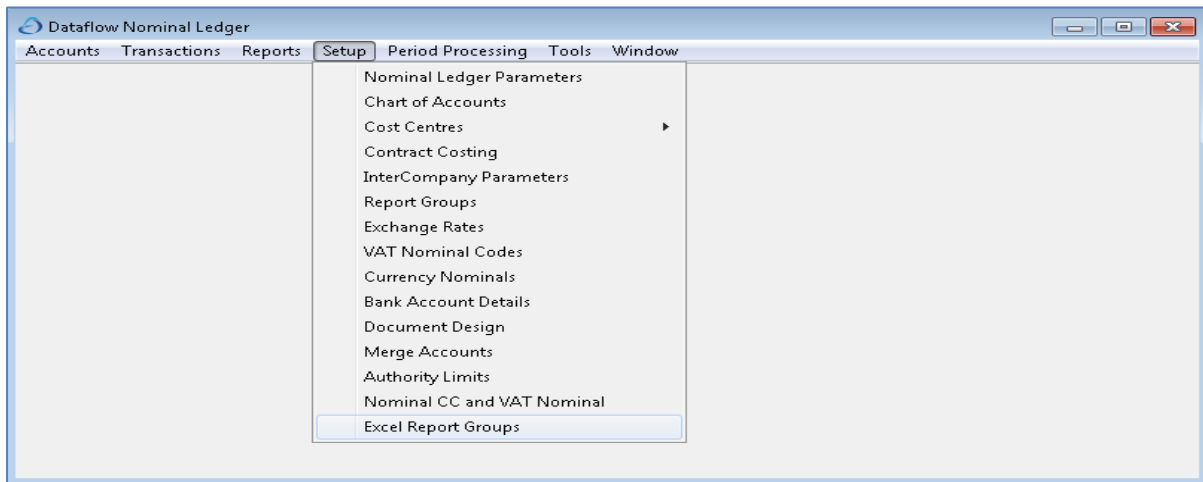 Dataflow Nominal Ledger
Accounts Transactions Reports Setup Period Processing Tools Window
Nominal Ledger Parameters
Chart of Accounts
Cost Centres
Contract Costing
InterCompany Parameters
Report Groups
Exchange Rates
VAT Nominal Codes
Currency Nominals
Bank Account Details
Document Design
Merge Accounts
Authority Limits
Nominal CC and VAT Nominal
Excel Report Groups